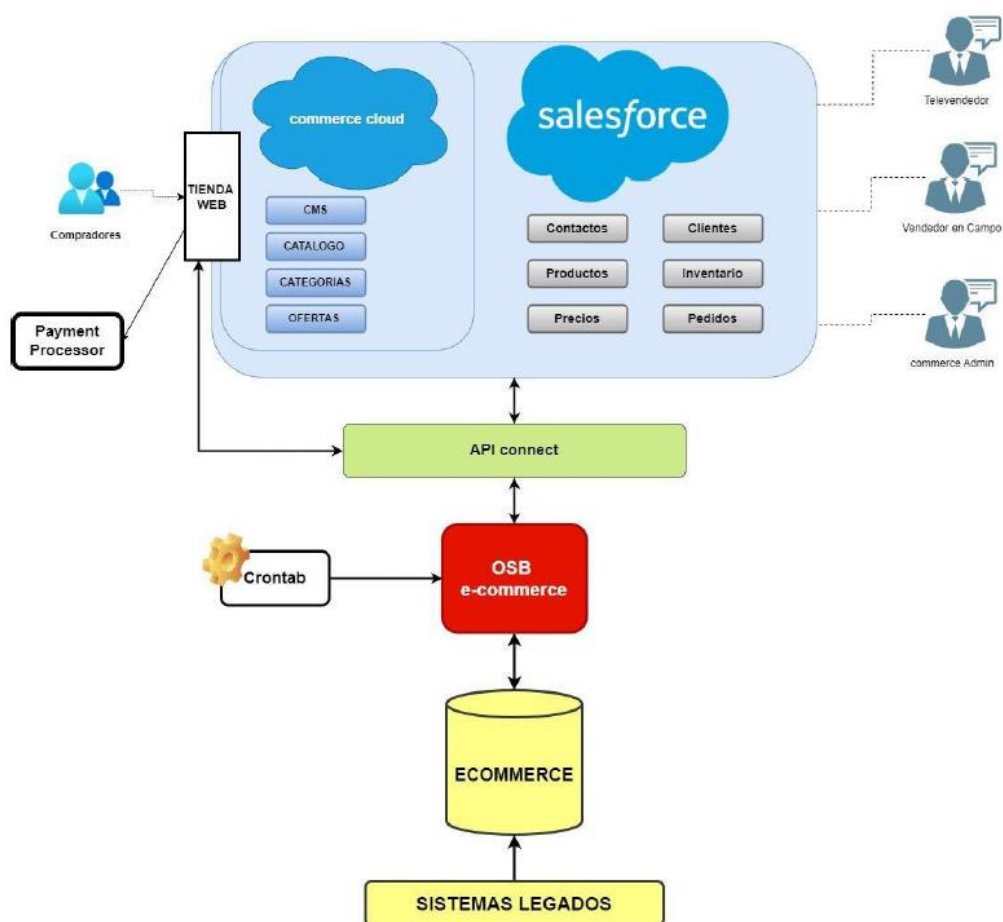 commerce cloud
salesforce
Televendedor
TIENDA
WEB
Compradores
CMS
CATALOGO
CATEGORIAS
OFERTAS
Contactos
Clientes
Productos
Inventario
Precios
Pedidos
Vendedor en Campo
Payment
Processor
commerce Admin
API connect
Crontab
OSB
e-commerce
ECOMMERCE
SISTEMAS LEGADOS